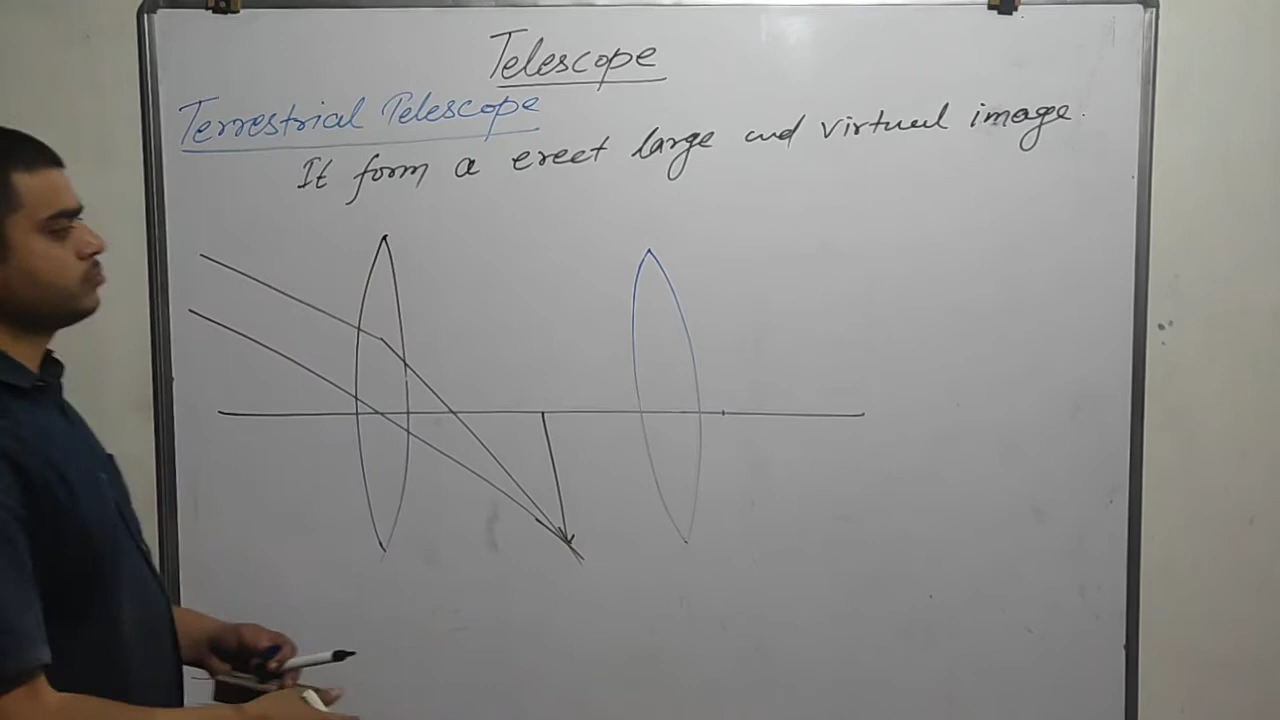 Telescope
Terrestrial Telescope
It form a erect large and virtual image.